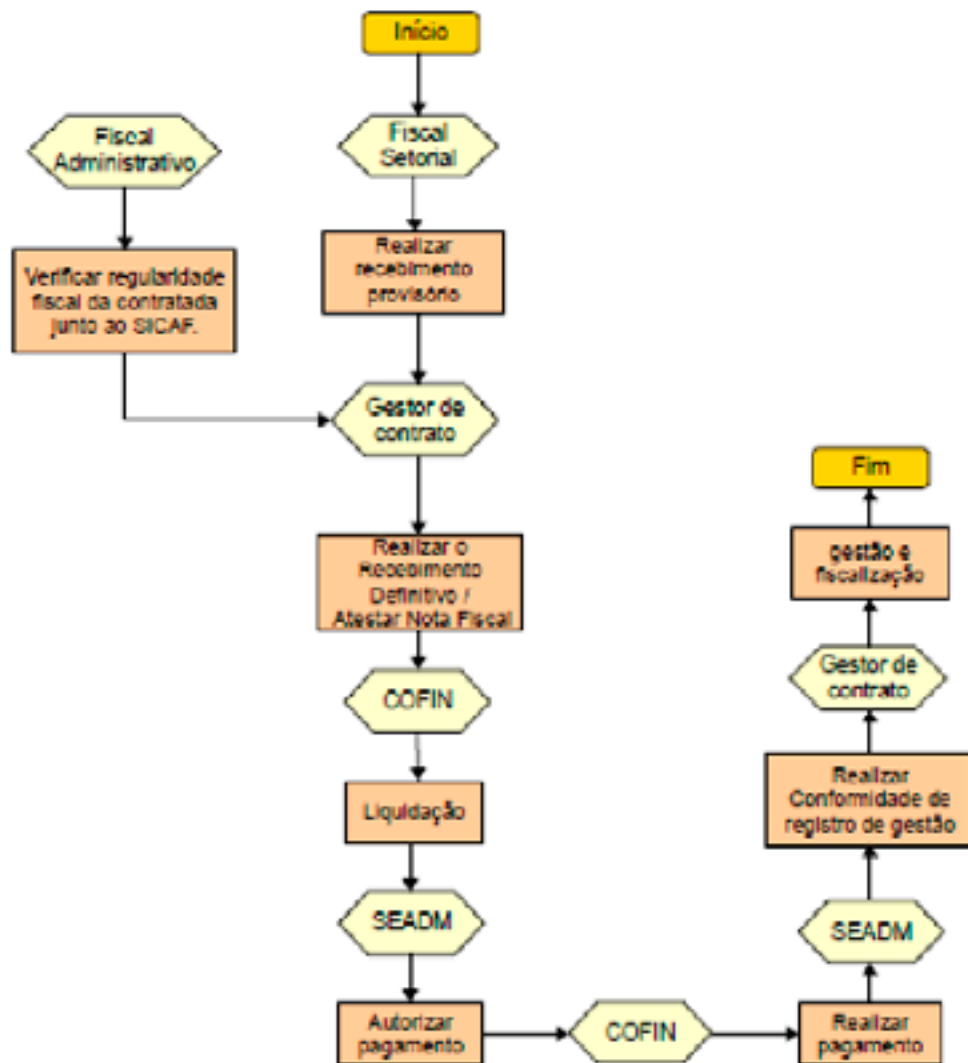 Início
Fiscal
Administrativo
Fiscal
Setorial
Verificar regularidade
fiscal da contratada
junto ao SICAF.
Realizar
recebimento
provisório
Gestor de
contrato
Realizar o
Recebimento
Definitivo /
Atestar Nota Fiscal
COFIN
Liquidação
SEADM
Autorizar
pagamento
COFIN
Realizar
pagamento
SEADM
Realizar
Conformidade de
registro de gestão
Gestor de
contrato
gestão e
fiscalização
Fim